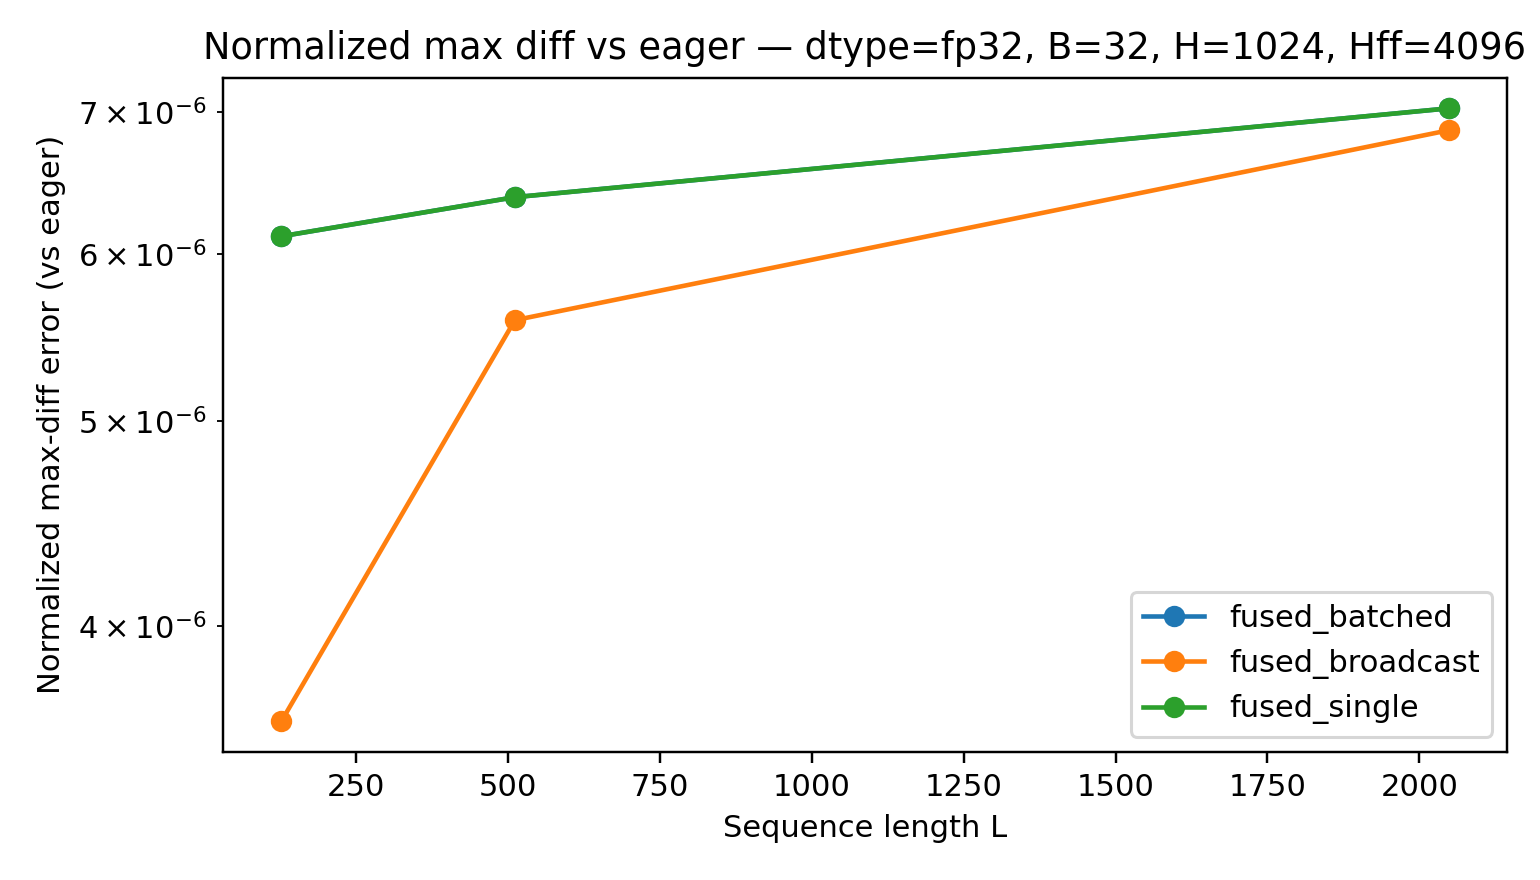 Normalized max diff vs eager — dtype=fp32, B=32, H=1024, Hff=4096
Normalized max-diff error (vs eager)
7 × 10⁻⁶
6 × 10⁻⁶
5 × 10⁻⁶
4 × 10⁻⁶
fused_batched
fused_broadcast
fused_single
250 500 750 1000 1250 1500 1750 2000
Sequence length L